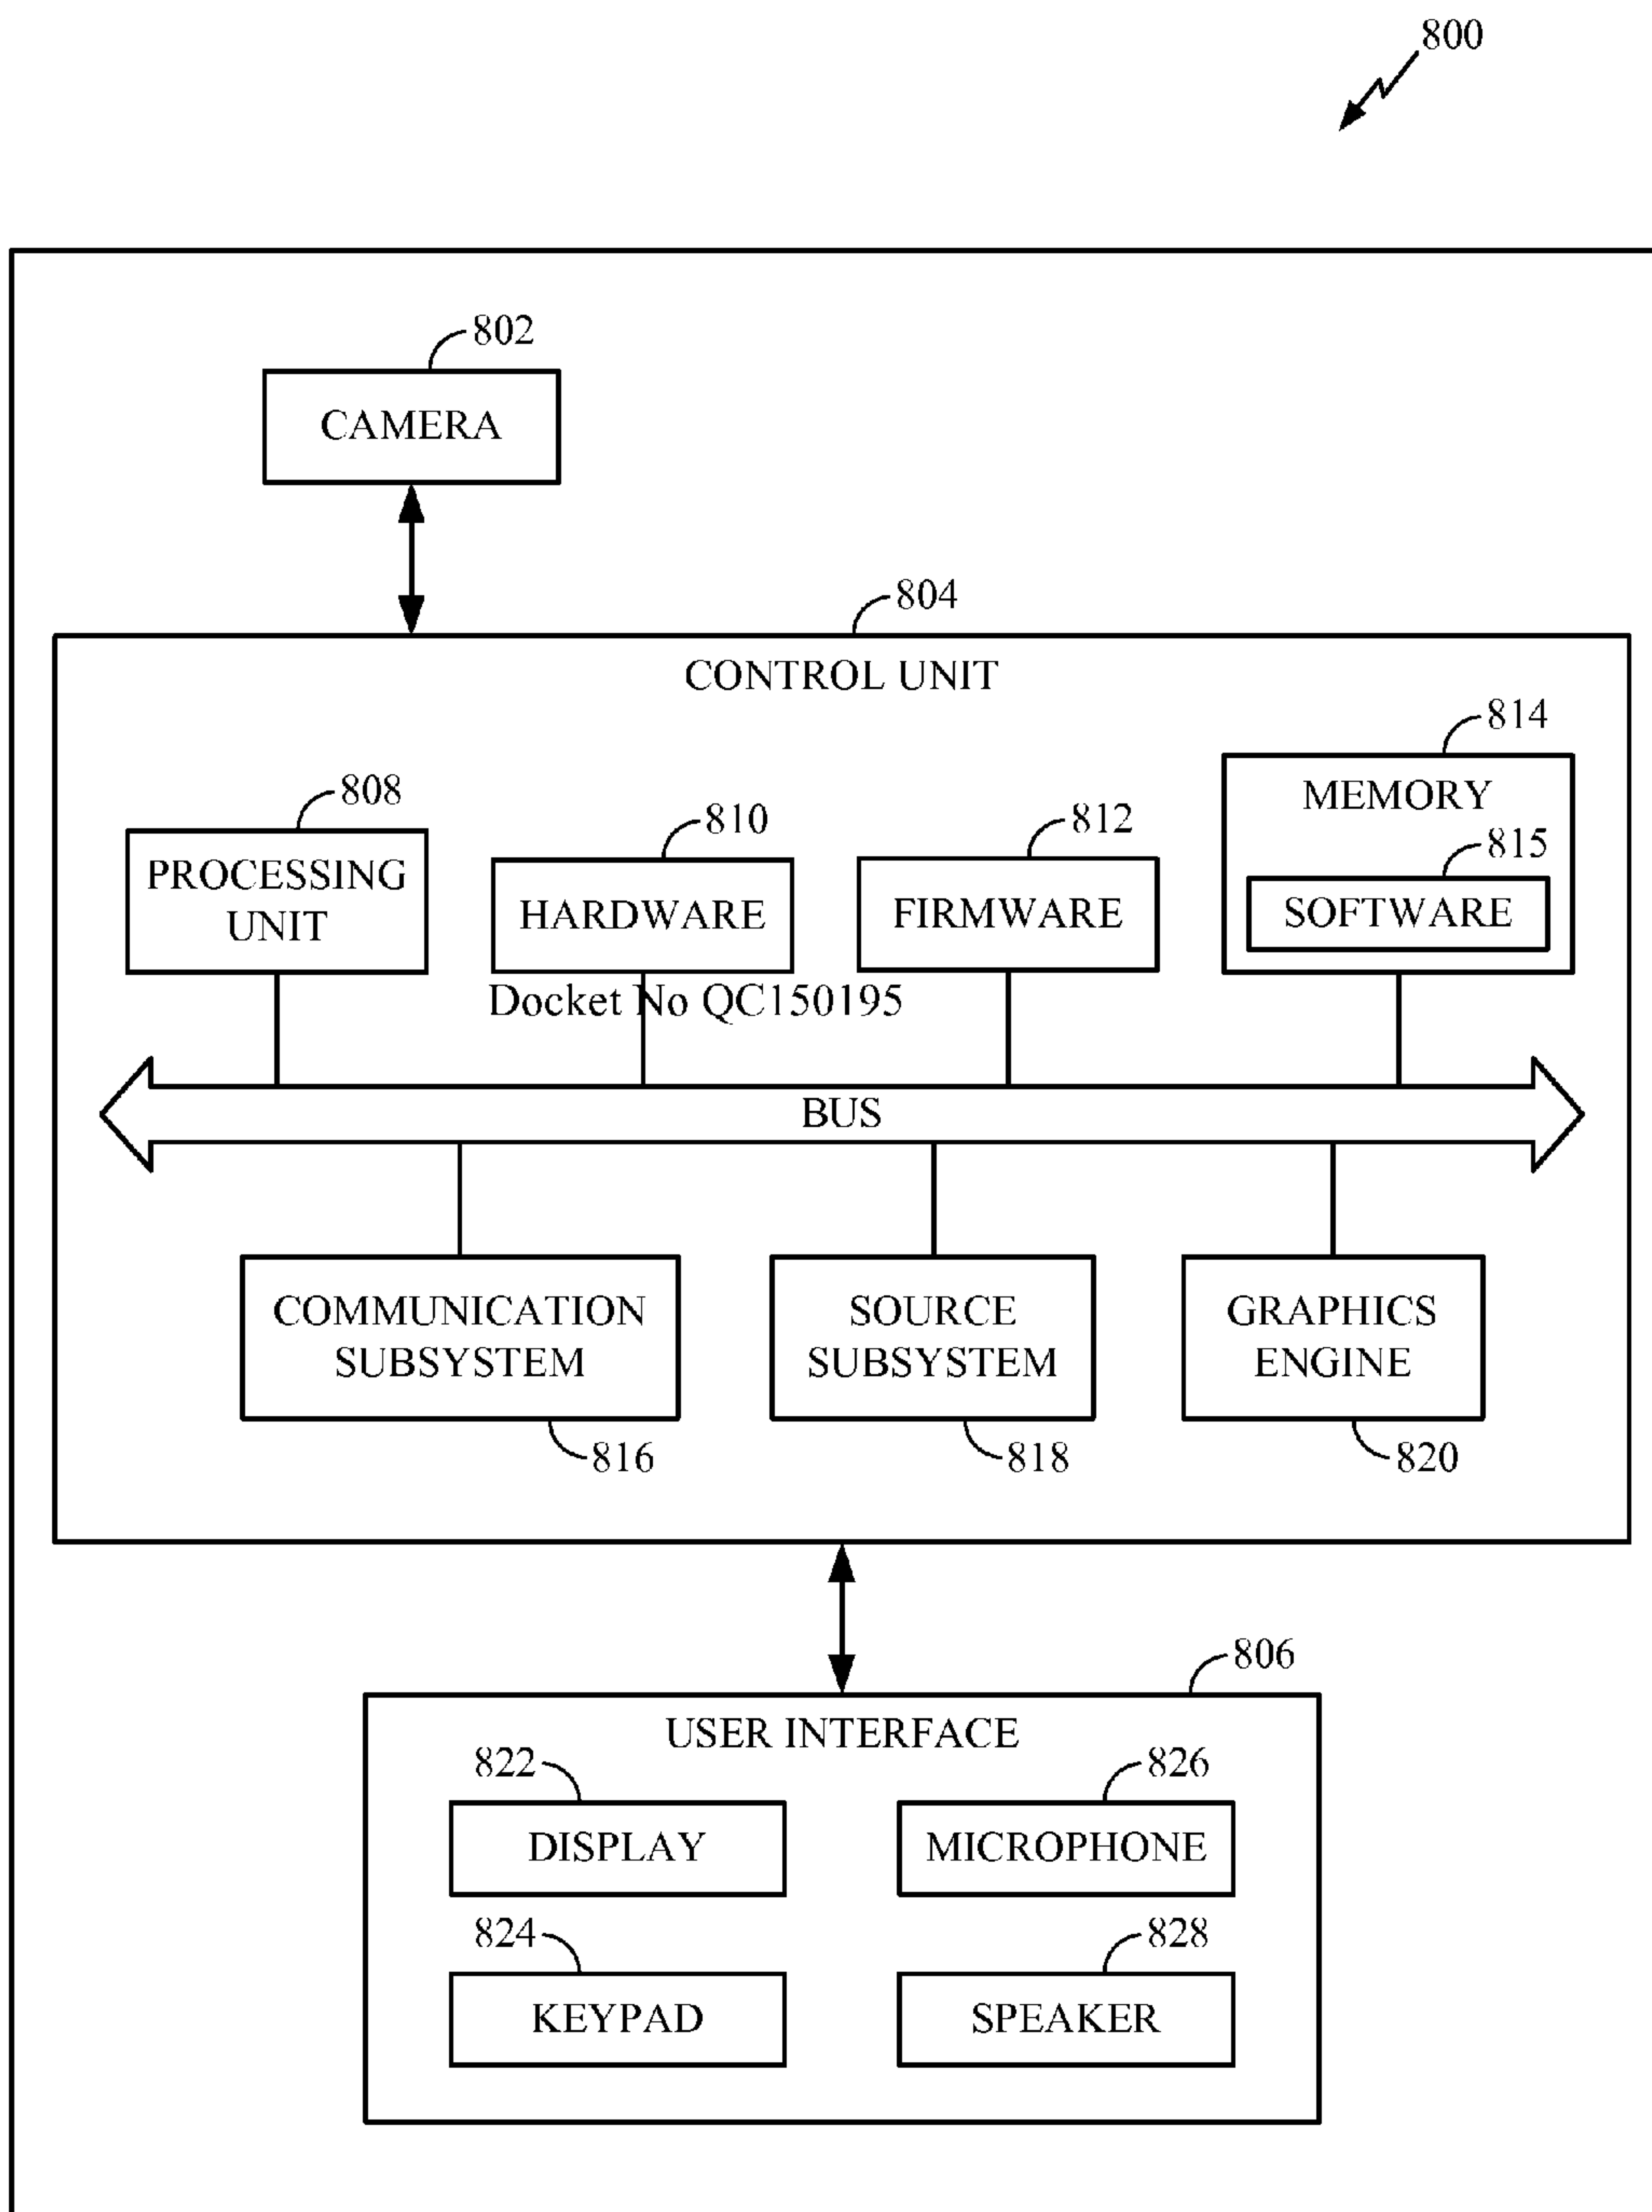 800
802
CAMERA
804
CONTROL UNIT
814
MEMORY
808
810
812
815
PROCESSING
UNIT
HARDWARE
FIRMWARE
SOFTWARE
Docket No QC150195
BUS
COMMUNICATION
SUBSYSTEM
SOURCE
SUBSYSTEM
GRAPHICS
ENGINE
816
818
820
806
USER INTERFACE
822
826
DISPLAY
MICROPHONE
824
828
KEYPAD
SPEAKER